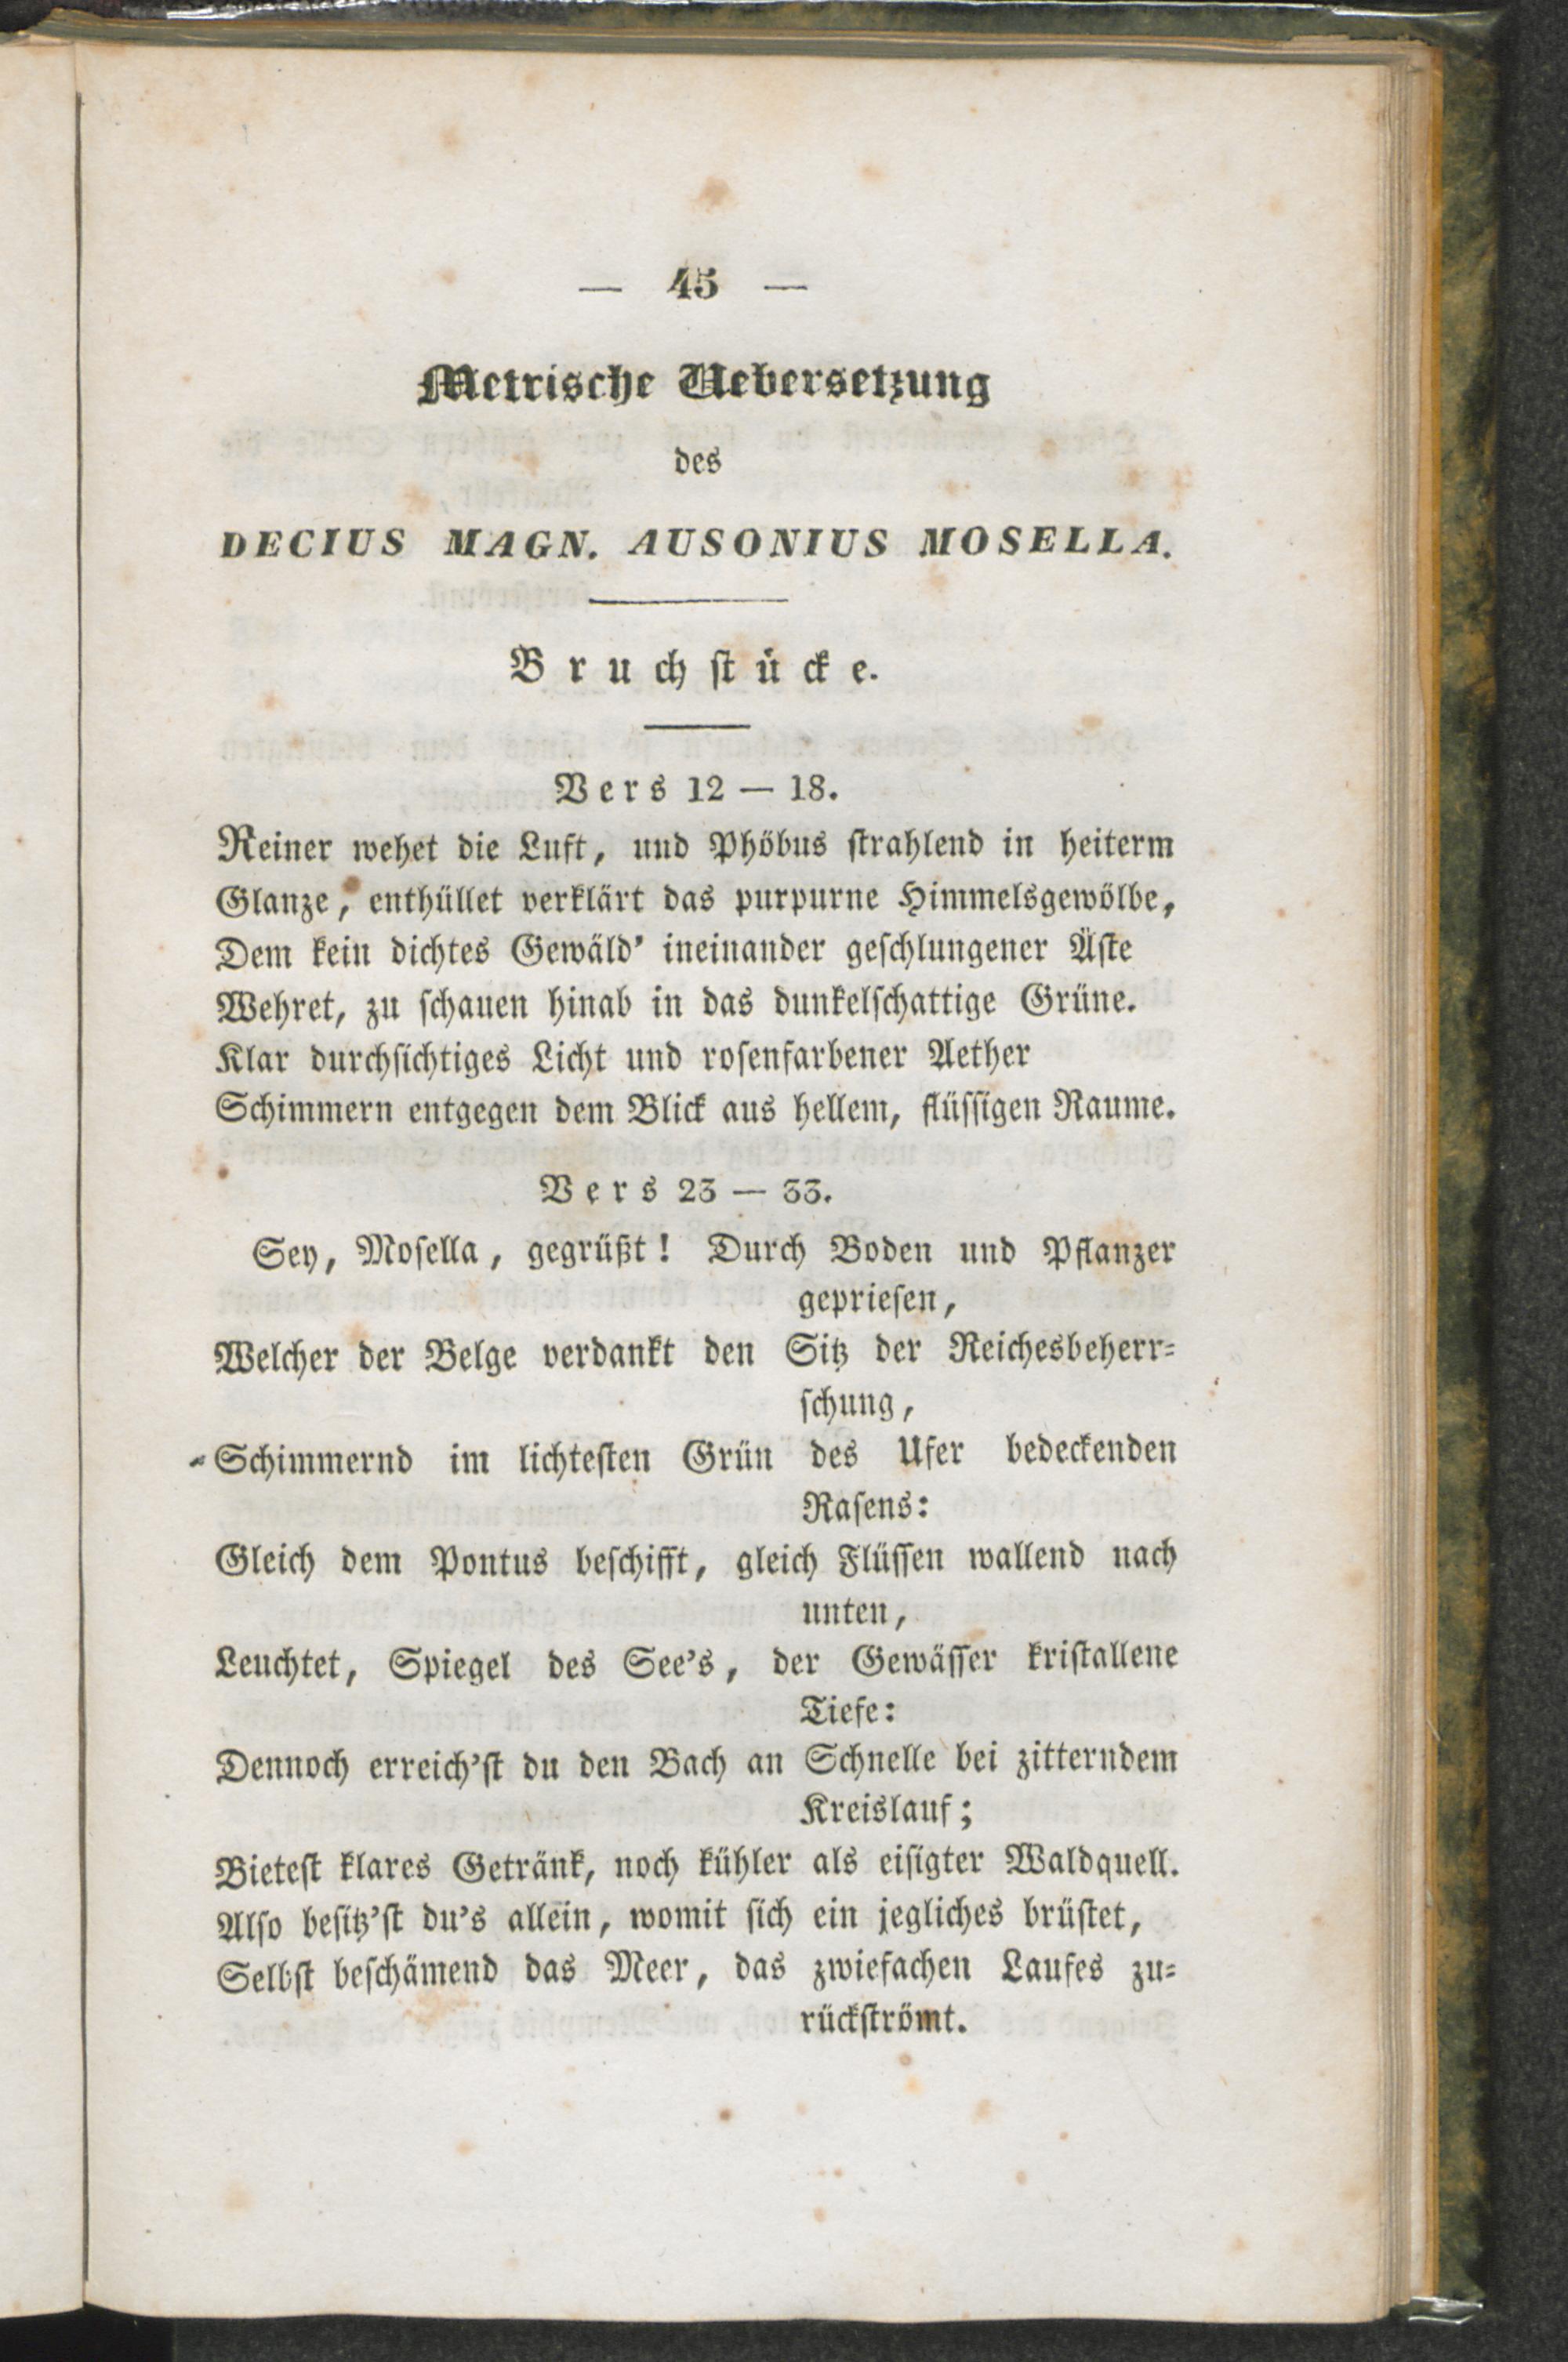 — 45 —
Metrische Uebersetzung
des
DECIUS MAGN. AUSONIUS MOSELLA.
Bruchstücke.
Vers 12 — 18.
Reiner wehet die Luft, und Phöbus strahlend in heiterm
Glanze, enthüllet verklärt das purpurne Himmelsgewölbe,
Dem kein dichtes Gewäld' ineinander geschlungener Äste
Wehret, zu schauen hinab in das dunkelschattige Grüne.
Klar durchsichtiges Licht und rosenfarbener Aether
Schimmern entgegen dem Blick aus hellem, flüssigen Raume.
Vers 23 — 33.
Sey, Mosella, gegrüßt! Durch Boden und Pflanzer
gepriesen,
Welcher der Belge verdankt den Sitz der Reichesbeherr-
schung,
Schimmernd im lichtesten Grün des Ufer bedeckenden
Rasens:
Gleich dem Pontus beschifft, gleich Flüssen wallend nach
unten,
Leuchtet, Spiegel des See's, der Gewässer kristallene
Tiefe:
Dennoch erreich'st du den Bach an Schnelle bei zitterndem
Kreislauf;
Bietest klares Getränk, noch kühler als eisigter Waldquell.
Also besitz'st du's allein, womit sich ein jegliches brüstet,
Selbst beschämend das Meer, das zwiefachen Laufes zu-
rückströmt.